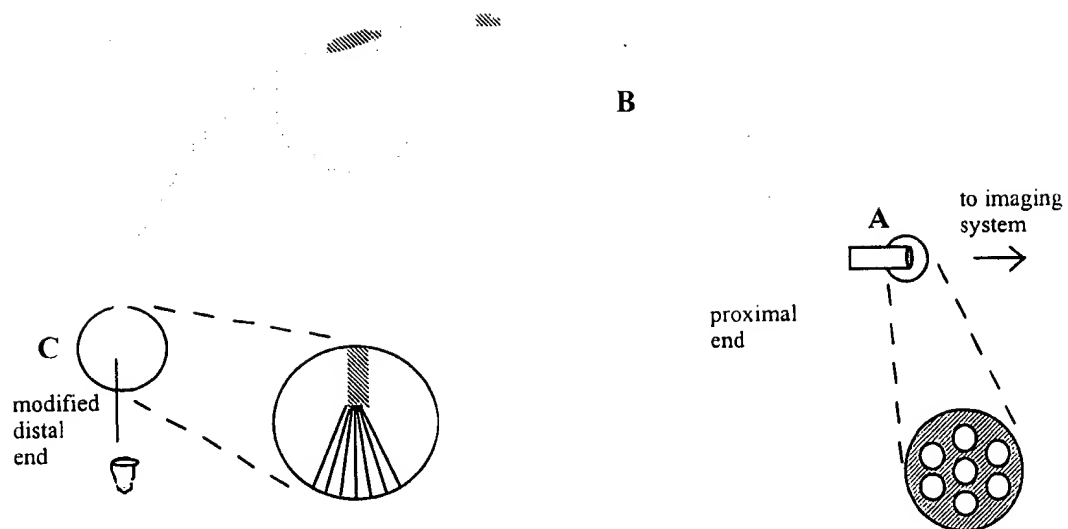 B
to imaging
system
A
proximal
end
C
modified
distal
end